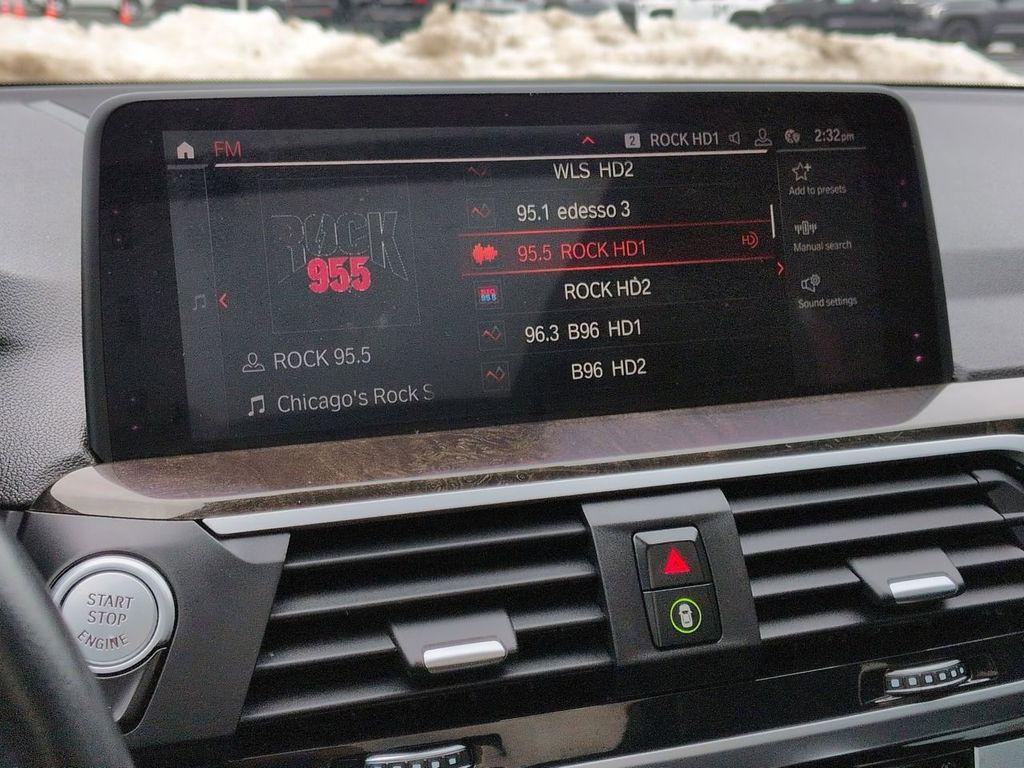 FM
2 ROCK HD1 2:32pm
WLS HD2
95.1 edesso 3
95.5 ROCK HD1 HD
ROCK HD2
96.3 B96 HD1
B96 HD2
ROCK
955
ROCK 95.5
Chicago's Rock S
Add to presets
Manual search
Sound settings
START
STOP
ENGINE